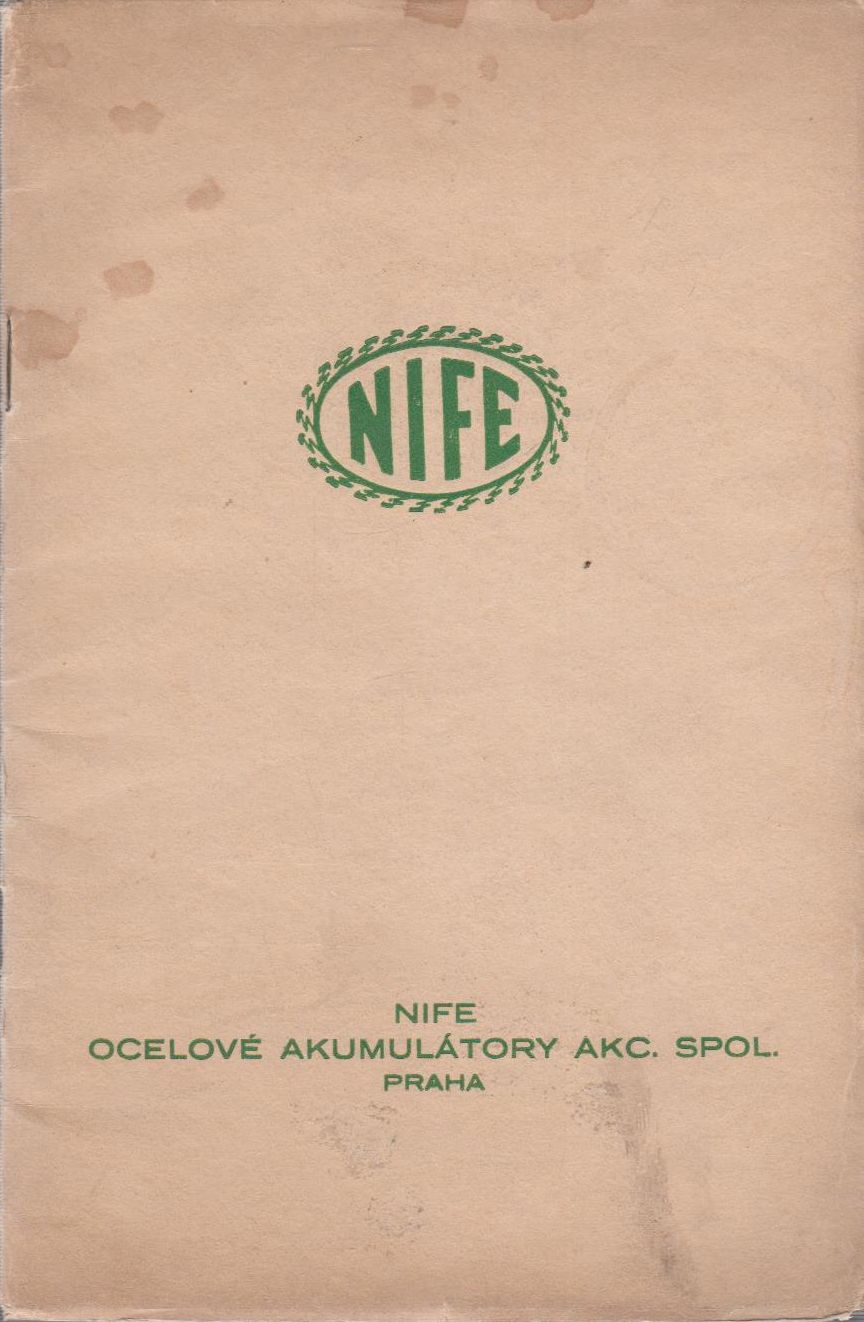 NIFE
NIFE
OCELOVÉ AKUMULÁTORY AKC. SPOL.
PRAHA